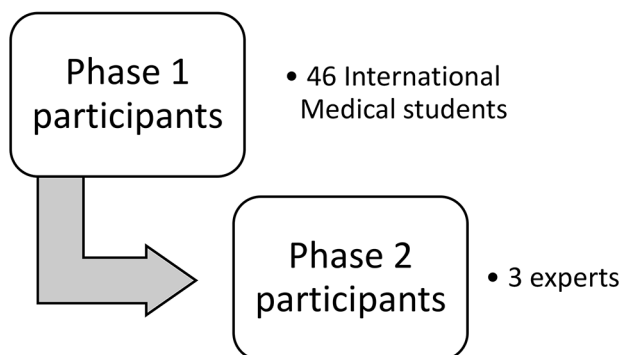 Phase 1
participants
• 46 International
Medical students
Phase 2
participants
• 3 experts